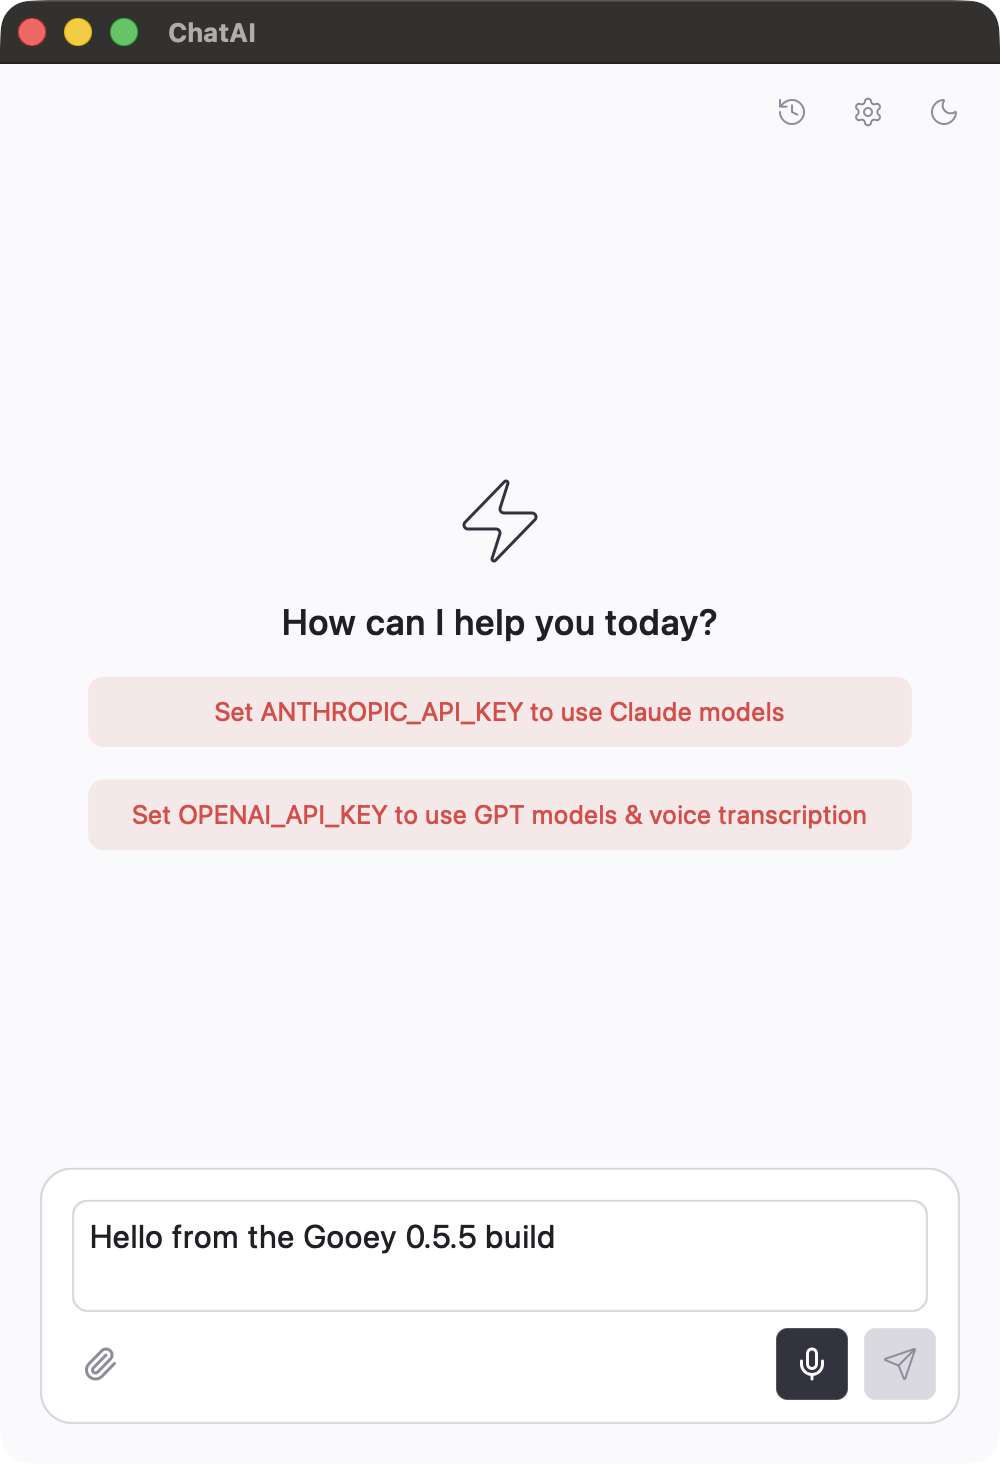 ChatAI
How can I help you today?
Set ANTHROPIC_API_KEY to use Claude models
Set OPENAI_API_KEY to use GPT models & voice transcription
Hello from the Gooey 0.5.5 build